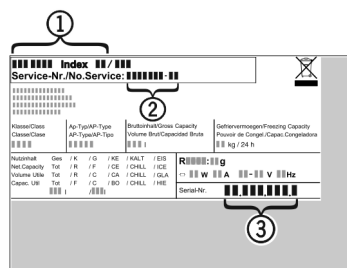 1
Index /
Service-Nr./No.Service: -
2
Klasse/Class
Classe/Clase
Ap-Typ/AP-Type
AP-Type/AP-Tipo
Bruttoinhalt/Gross Capacity
Volume Brut/Capacidad Bruta
l
Gefriervermoegen/Freezing Capacity
Pouvoir de Congel./Capac.Congeladora
kg / 24 h
Nutzinhalt Ges / K / G / KE / KALT / EIS
Net.Capacity Tot / R / F / CE / CHILL / ICE
Volume Utile Tot / R / C / CA / CHILL / GLA
Capac. Util Tot / F / C / BO / CHILL / HIE
l / l
R : g
W A - V Hz
Serial-Nr. . . .
3